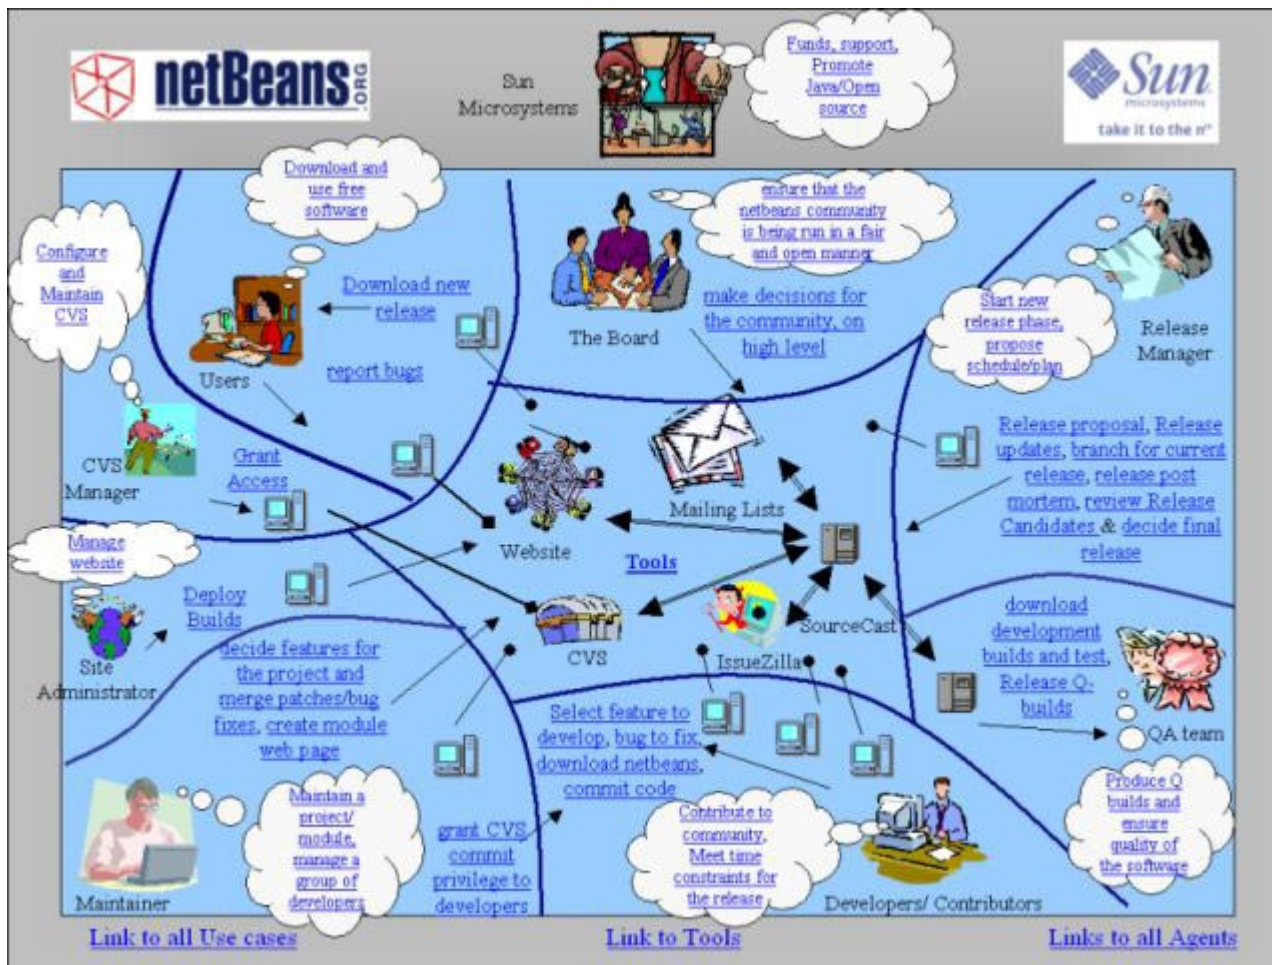 netBeans
.ORG
Sun
Microsystems
Funds, support,
Promote
Java/Open
source
Sun
microsystems
take it to the nth
Download and
use free
software
ensure that the
netbeans community
is being run in a fair
and open manner
Configure
and
Maintain
CVS
Download new
release
Users
report bugs
The Board
make decisions for
the community, on
high level
Start new
release phase,
propose
schedule/plan
Release
Manager
CVS
Manager
Grant
Access
Mailing Lists
Release proposal, Release
updates, branch for current
release, release post
mortem, review Release
Candidates & decide final
release
Manage
website
Website
Tools
Deploy
Builds
Site
Administrator
decide features for
the project and
merge patches/bug
fixes, create module
web page
CVS
IssueZilla
SourceCast
download
development
builds and test,
Release Q-
builds
QA team
Select feature to
develop, bug to fix,
download netbeans,
commit code
Maintain a
project/
module,
manage a
group of
developers
Maintainer
grant CVS
commit
privilege to
developers
Contribute to
community,
Meet time
constraints for
the release
Developers/ Contributors
Produce Q
builds and
ensure
quality of
the software
Link to all Use cases
Link to Tools
Links to all Agents